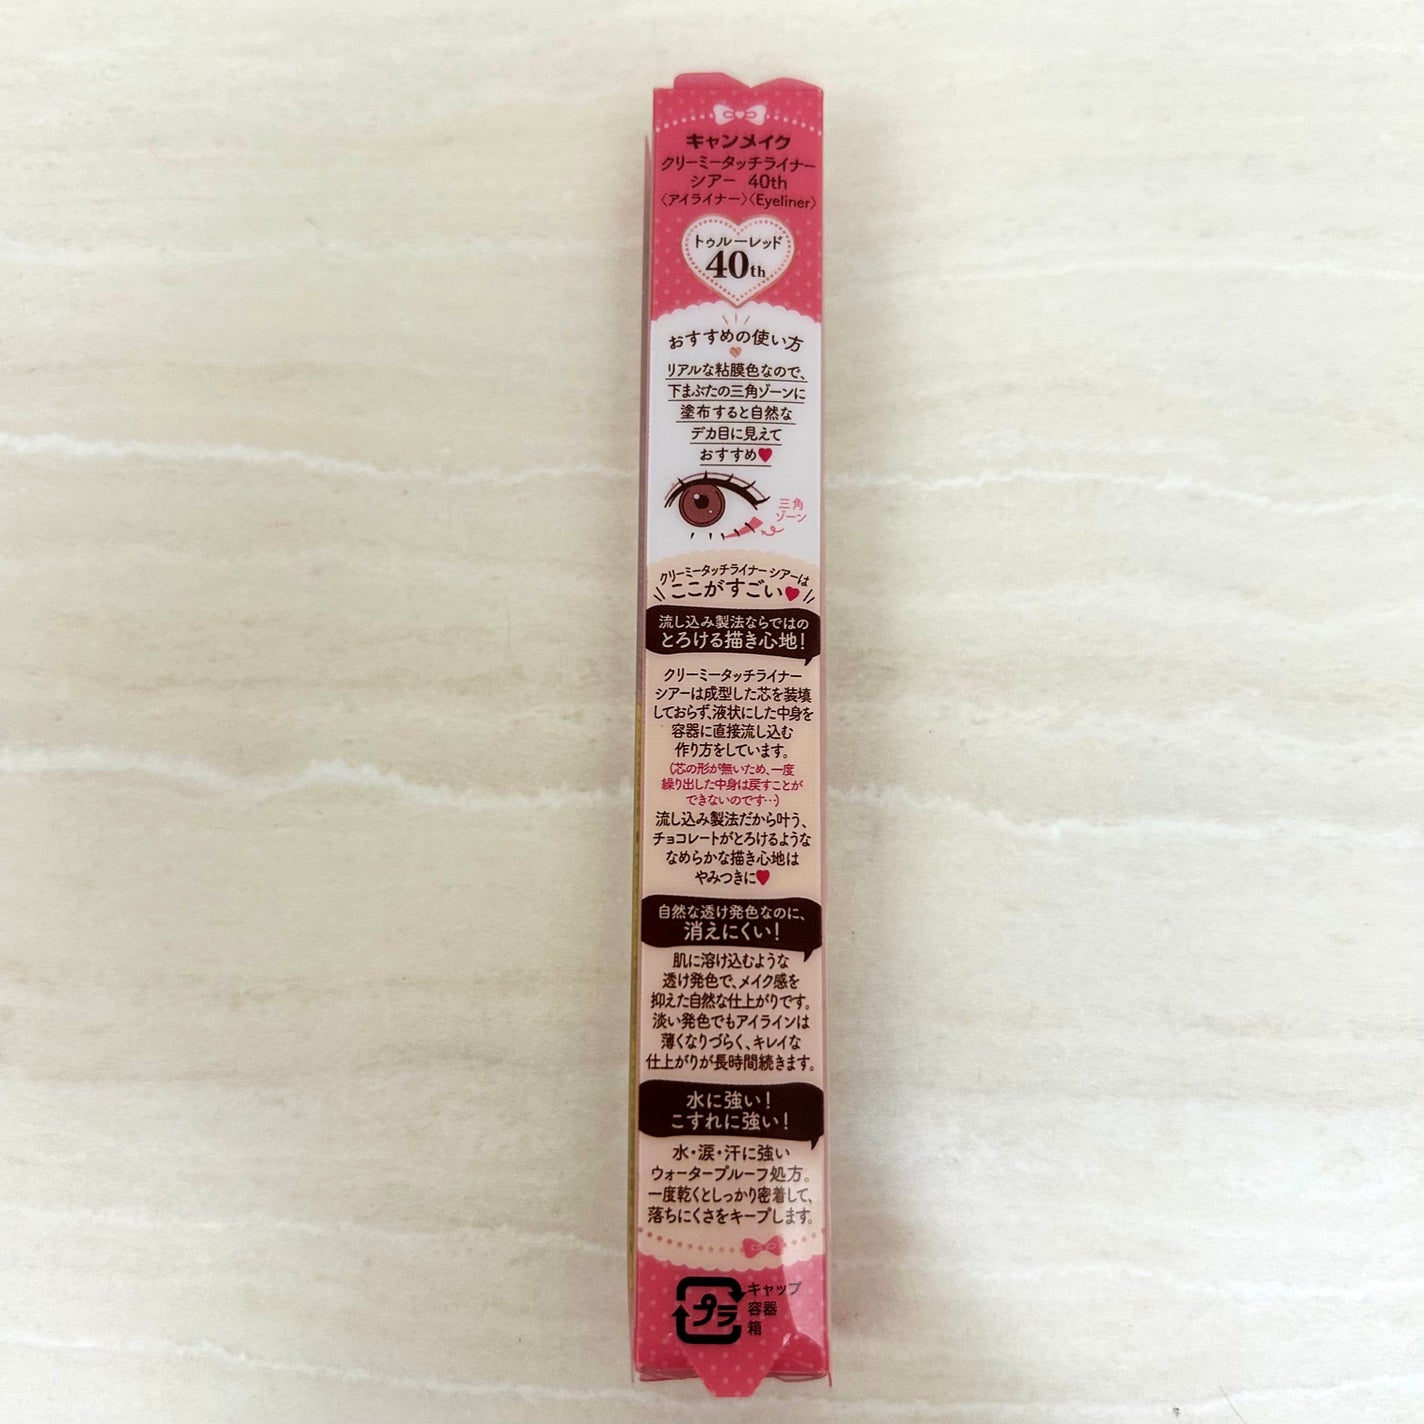 キャンメイク
クリーミータッチライナー
シアー 40th
〈アイライナー〉〈Eyeliner〉
トゥルーレッド
40th
おすすめの使い方
リアルな粘膜色なので、
下まぶたの三角ゾーンに
塗布すると自然な
デカ目に見えて
おすすめ♥
三角
ゾーン
クリーミータッチライナー シアーは
ここがすごい♥
流し込み製法ならではの
とろける描き心地！
クリーミータッチライナー
シアーは成型した芯を装填
しておらず、液状にした中身を
容器に直接流し込む
作り方をしています。
(芯の形が無いため、一度
繰り出した中身は戻すことが
できないのです…)
流し込み製法だから叶う、
チョコレートがとろけるような
なめらかな描き心地は
やみつきに♥
自然な透け発色なのに、
消えにくい！
肌に溶け込むような
透け発色で、メイク感を
抑えた自然な仕上がりです。
淡い発色でもアイラインは
薄くなりづらく、キレイな
仕上がりが長時間続きます。
水に強い！
こすれに強い！
水・涙・汗に強い
ウォータープルーフ処方。
一度乾くとしっかり密着して、
落ちにくさをキープします。
プラ
キャップ
容器
箱